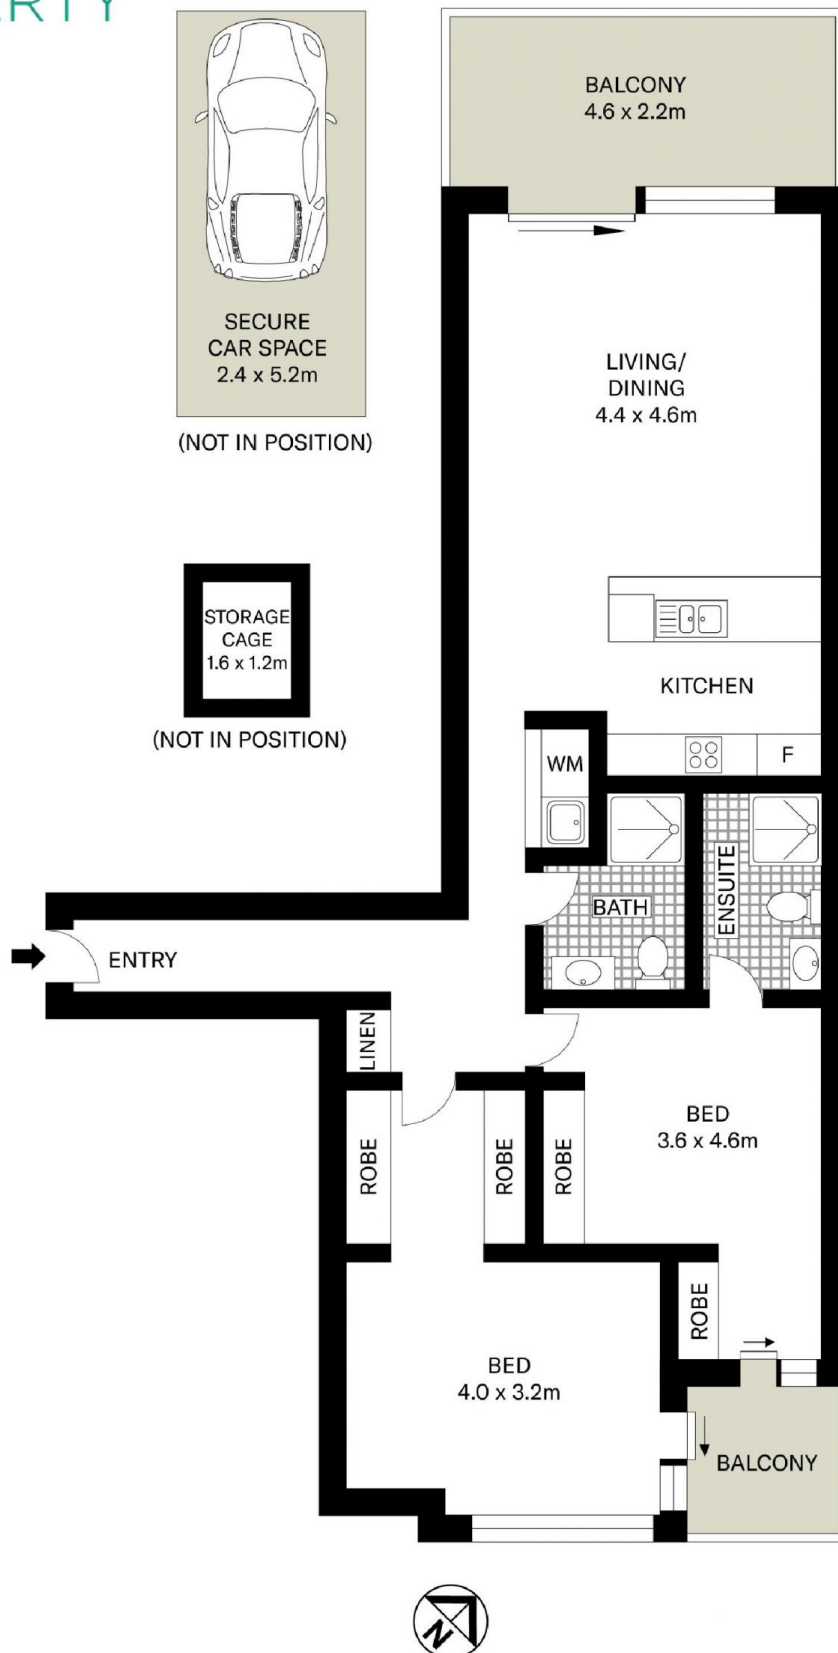 BALCONY
4.6 x 2.2m
SECURE
CAR SPACE
2.4 x 5.2m
(NOT IN POSITION)
LIVING/
DINING
4.4 x 4.6m
STORAGE
CAGE
1.6 x 1.2m
(NOT IN POSITION)
KITCHEN
WM
F
BATH
ENSUITE
ENTRY
LINEN
ROBE
ROBE
ROBE
BED
3.6 x 4.6m
ROBE
BED
4.0 x 3.2m
BALCONY
N